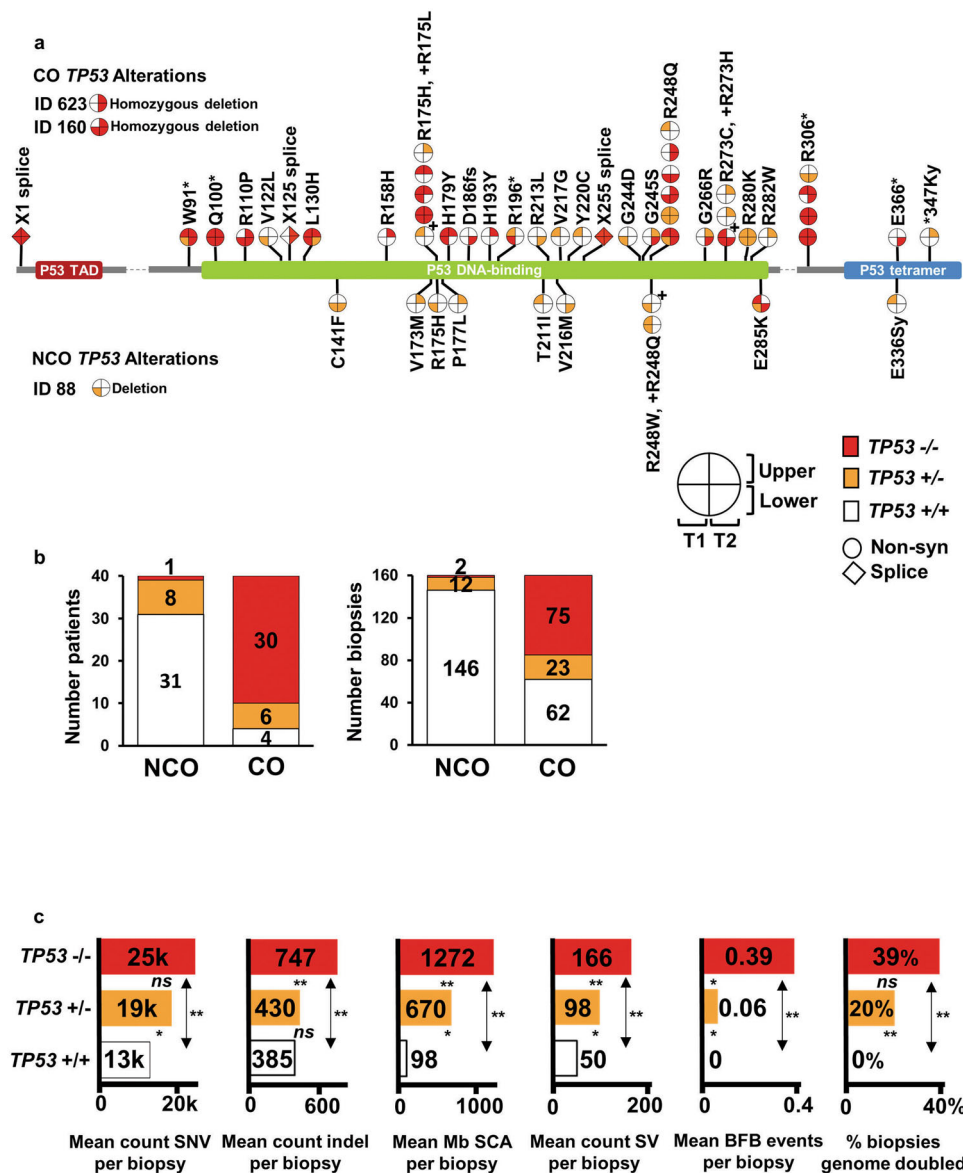 a
CO TP53 Alterations
ID 623 Homozygous deletion
ID 160 Homozygous deletion
X1 splice
W91*
Q100*
R110P
V122L
X125 splice
L130H
R158H
R175H, +R175L
+
H179Y
D186fs
H193Y
R196*
R213L
V217G
Y220C
X255 splice
G244D
G245S
R248Q
G266R
R273C, +R273H
+
R280K
R282W
R306*
E366*
*347Ky
P53 TAD
P53 DNA-binding
P53 tetramer
C141F
V173M
R175H
P177L
T211I
V216M
R248W, +R248Q
+
E285K
E336Sy
NCO TP53 Alterations
ID 88 Deletion
Upper
Lower
T1 T2
TP53 -/-
TP53 +/-
TP53 +/+
Non-syn
Splice
b
Number patients
40
30
20
10
0
1
8
31
30
6
4
NCO CO
Number biopsies
160
120
80
40
0
2
12
146
75
23
62
NCO CO
c
TP53 -/-
TP53 +/-
TP53 +/+
25k
ns
19k
*
13k
**
0 20k
Mean count SNV
per biopsy
747
**
430
ns
385
**
0 600
Mean count indel
per biopsy
1272
**
670
*
98
**
0 1000
Mean Mb SCA
per biopsy
166
**
98
*
50
**
0 200
Mean count SV
per biopsy
0.39
*
0.06
*
0
**
0 0.4
Mean BFB events
per biopsy
39%
ns
20%
**
0%
**
0 40%
% biopsies
genome doubled